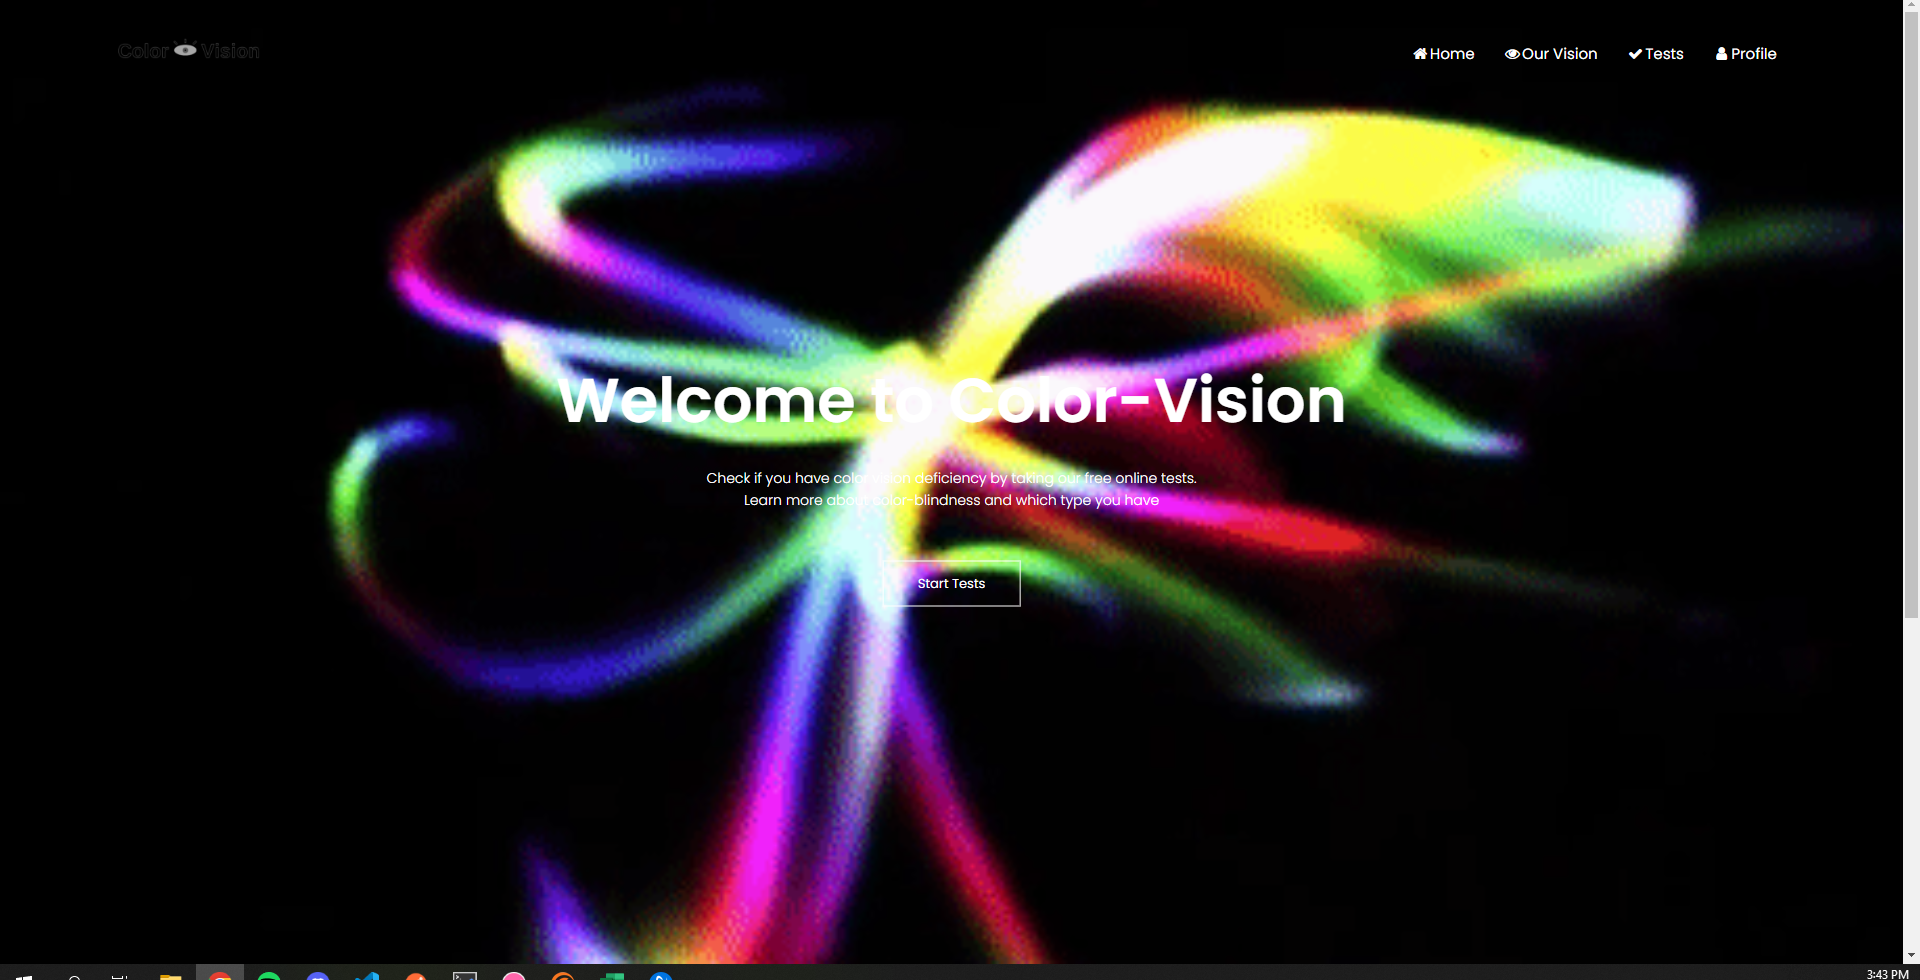 Color Vision
Home Our Vision Tests Profile
Welcome to Color-Vision
Check if you have color vision deficiency by taking our free online tests.
Learn more about color-blindness and which type you have
Start Tests
3:43 PM